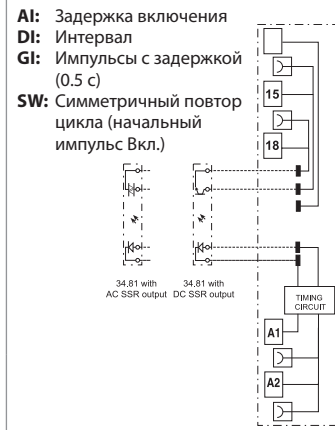 AI: Задержка включения
DI: Интервал
GI: Импульсы с задержкой
(0.5 с)
SW: Симметричный повтор
цикла (начальный
импульс Вкл.)
15
18
34.81 with
AC SSR output
34.81 with
DC SSR output
TIMING
CIRCUIT
A1
A2